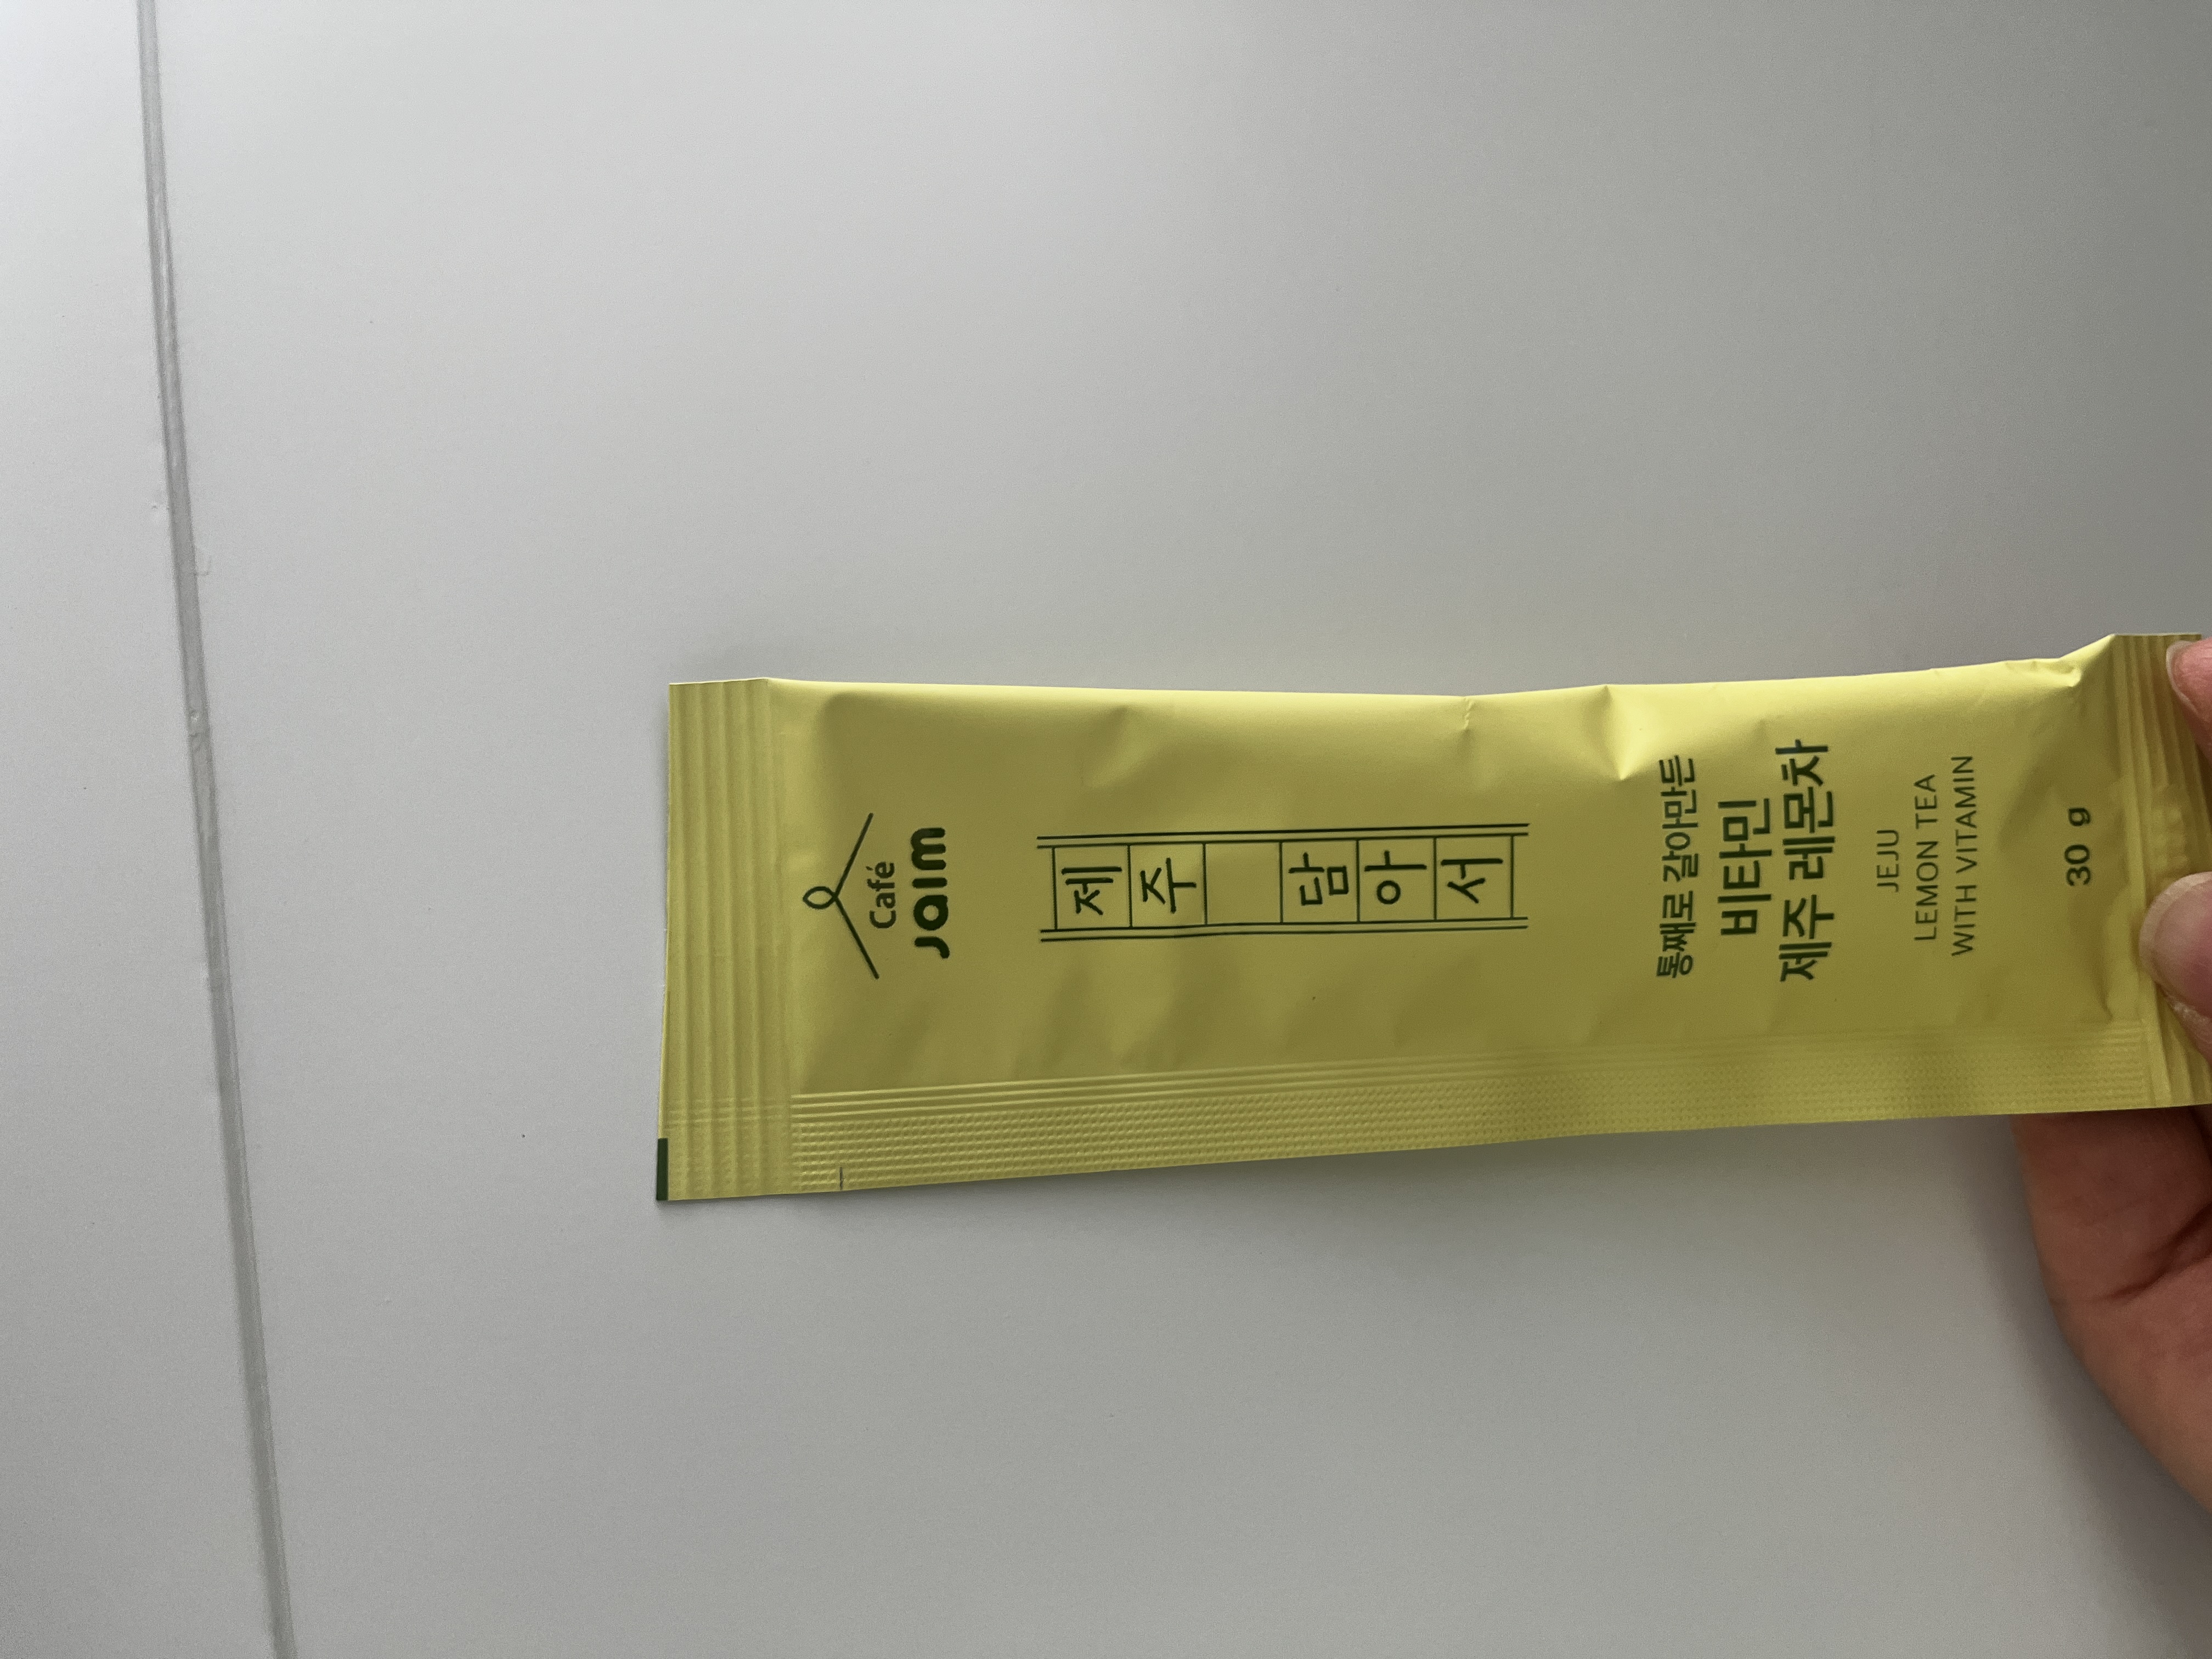 Café
Jaim
제주 담아서
통째로 갈아만든
비타민
제주 레몬차
JEJU
LEMON TEA
WITH VITAMIN
30 g